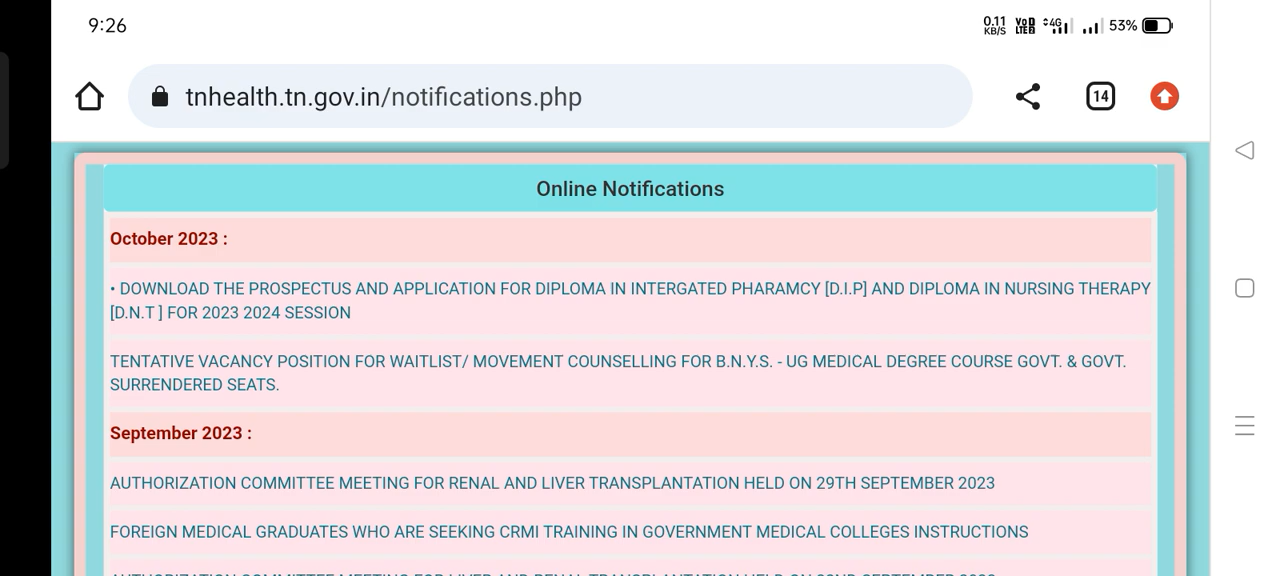 9:26
0.11 KB/S VoD LTE2 4G 53%
tnhealth.tn.gov.in/notifications.php
14
Online Notifications
October 2023 :
• DOWNLOAD THE PROSPECTUS AND APPLICATION FOR DIPLOMA IN INTERGATED PHARAMCY [D.I.P] AND DIPLOMA IN NURSING THERAPY
[D.N.T ] FOR 2023 2024 SESSION
TENTATIVE VACANCY POSITION FOR WAITLIST/ MOVEMENT COUNSELLING FOR B.N.Y.S. - UG MEDICAL DEGREE COURSE GOVT. & GOVT.
SURRENDERED SEATS.
September 2023 :
AUTHORIZATION COMMITTEE MEETING FOR RENAL AND LIVER TRANSPLANTATION HELD ON 29TH SEPTEMBER 2023
FOREIGN MEDICAL GRADUATES WHO ARE SEEKING CRMI TRAINING IN GOVERNMENT MEDICAL COLLEGES INSTRUCTIONS